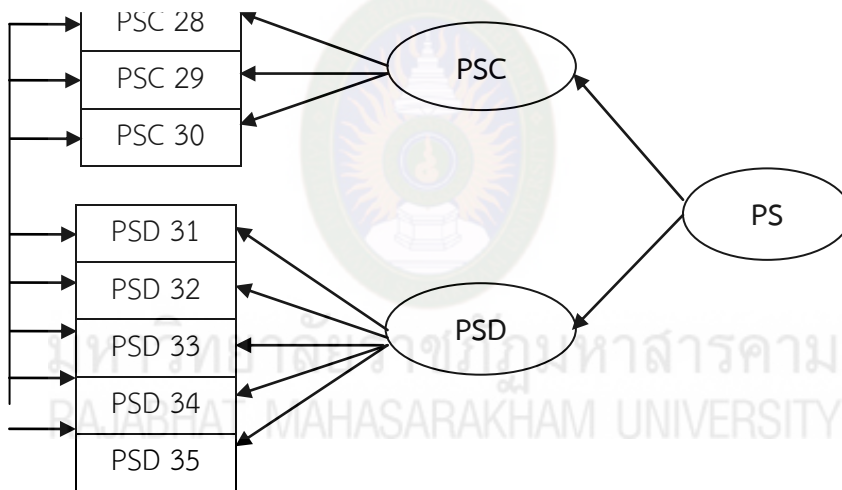 PSC 28
PSC 29
PSC 30
PSC
PS
PSD 31
PSD 32
PSD 33
PSD 34
PSD 35
PSD
มหาวิทยาลัยราชภัฏมหาสารคาม
RAJABHAT MAHASARAKHAM UNIVERSITY